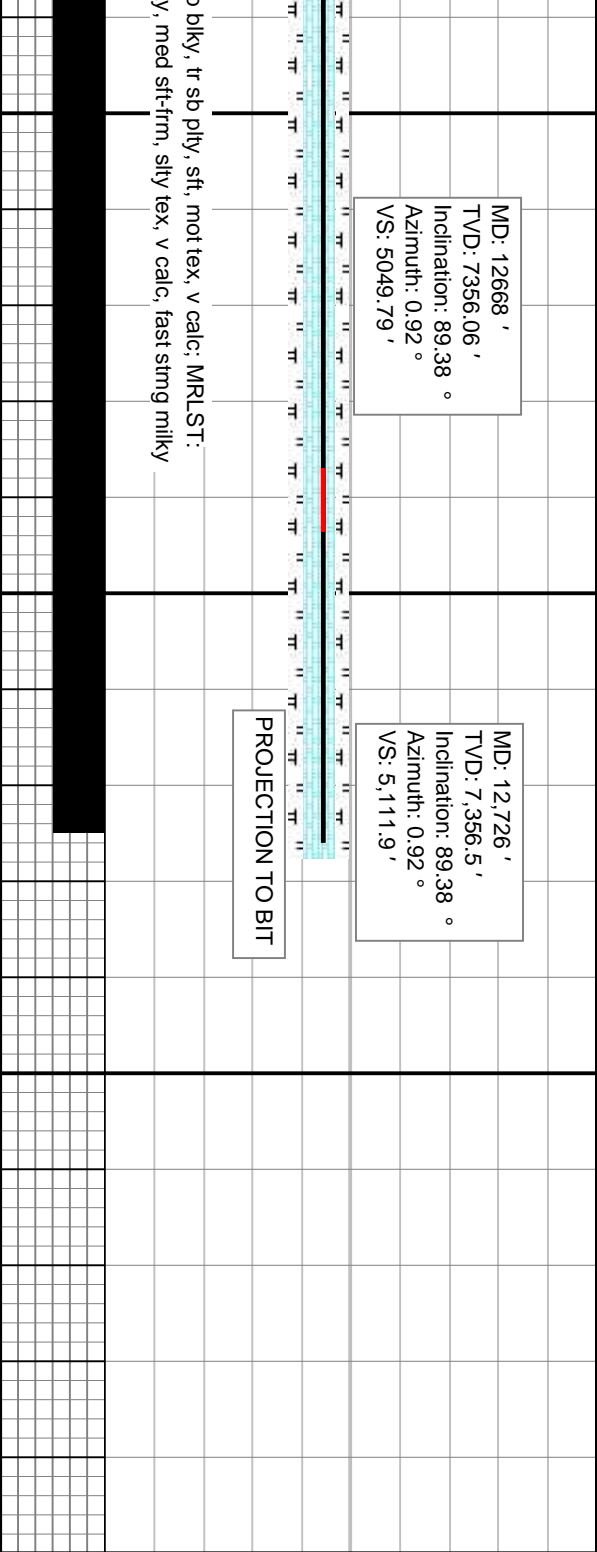 MD: 12668 '
TVD: 7356.06 '
Inclination: 89.38 °
Azimuth: 0.92 °
VS: 5049.79 '
MD: 12,726 '
TVD: 7,356.5 '
Inclination: 89.38 °
Azimuth: 0.92 °
VS: 5,111.9 '
PROJECTION TO BIT
blky, tr sb plty, sft, mot tex, v calc; MRLST:
med sft-frm, slty tex, v calc, fast stmg milky